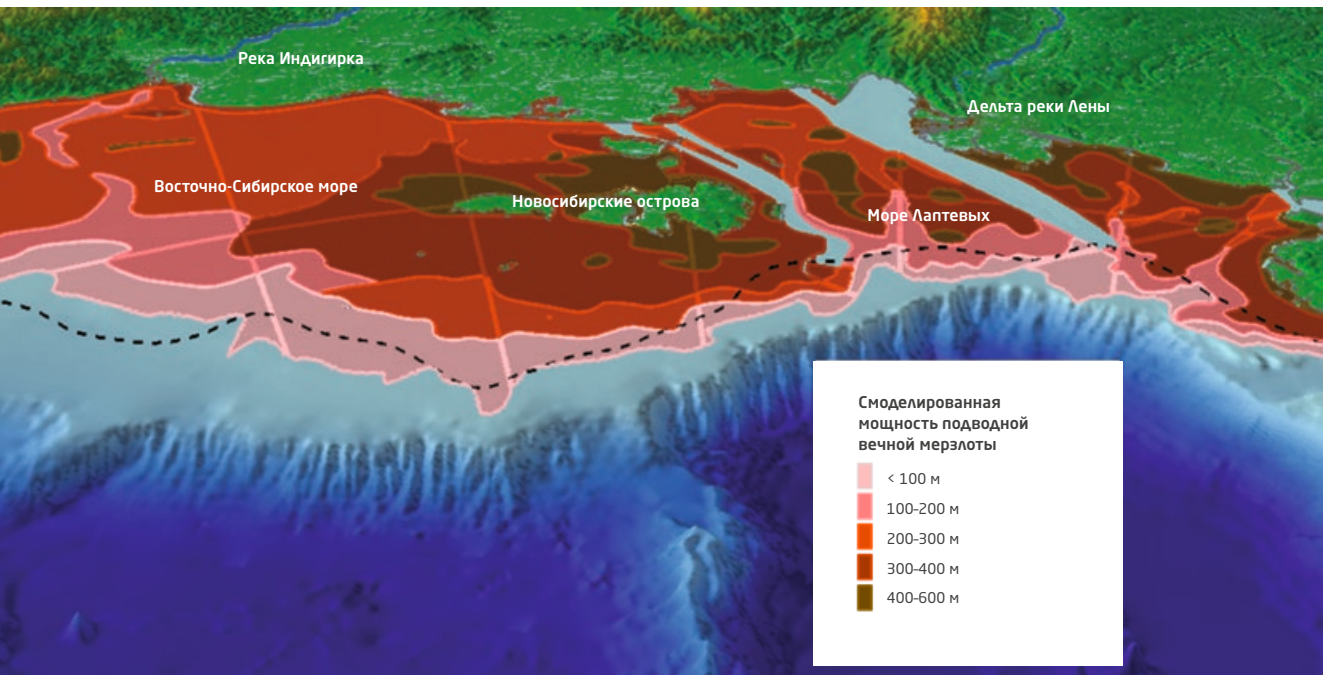 Река Индигирка
Дельта реки Лены
Восточно-Сибирское море
Новосибирские острова
Море Лаптевых
Смоделированная
мощность подводной
вечной мерзлоты
< 100 м
100-200 м
200-300 м
300-400 м
400-600 м